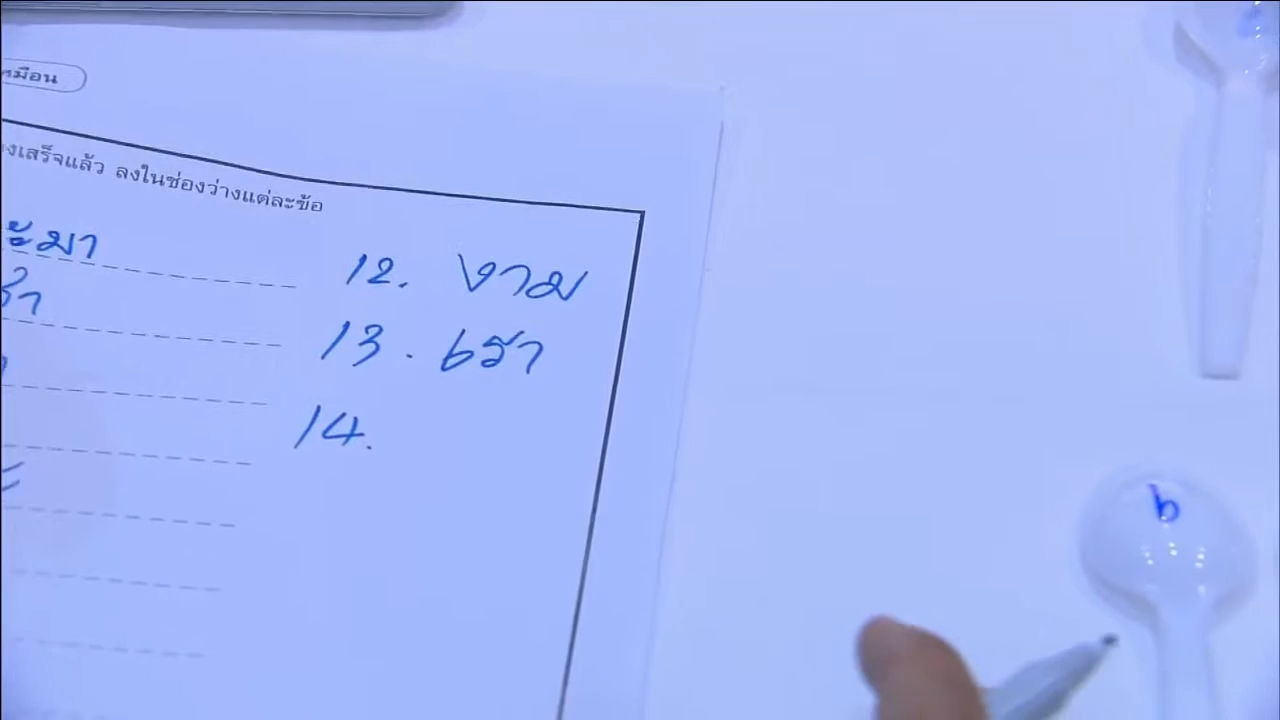 เหมือน
งเสร็จแล้ว ลงในช่องว่างแต่ละข้อ
ะมา
12. งาม
13. เรา
14.
b